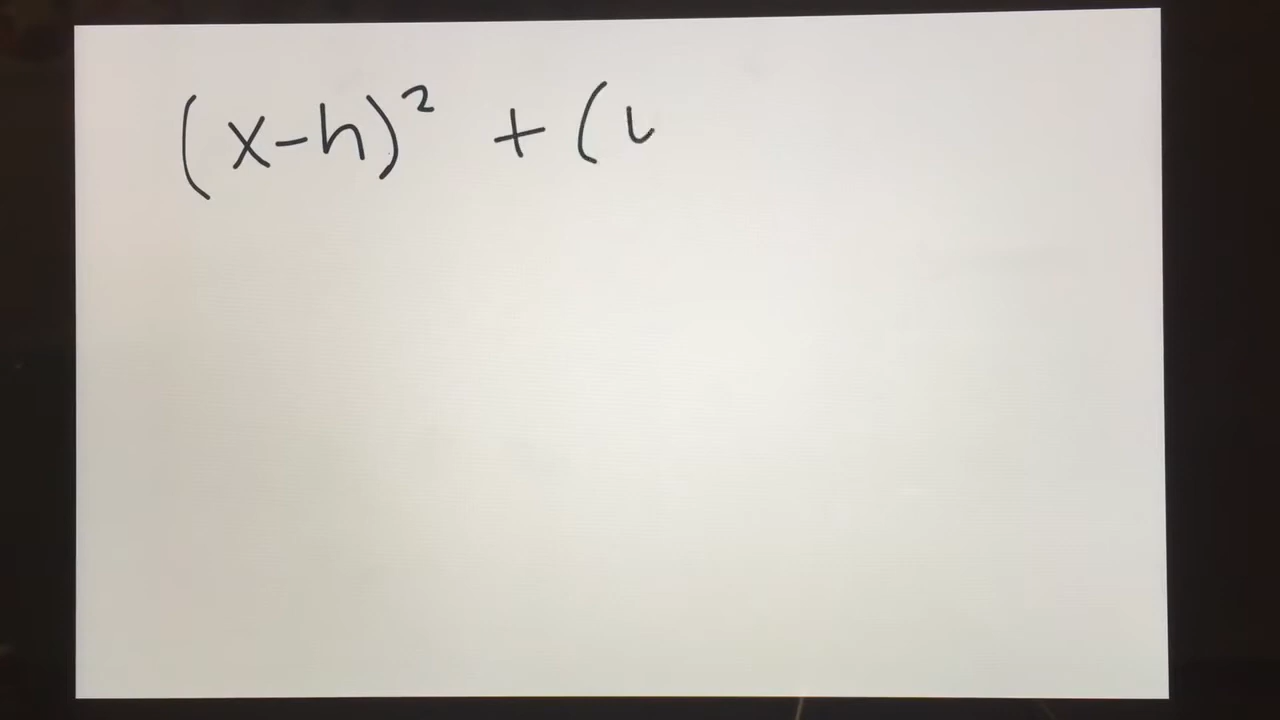 (x-h)² + (